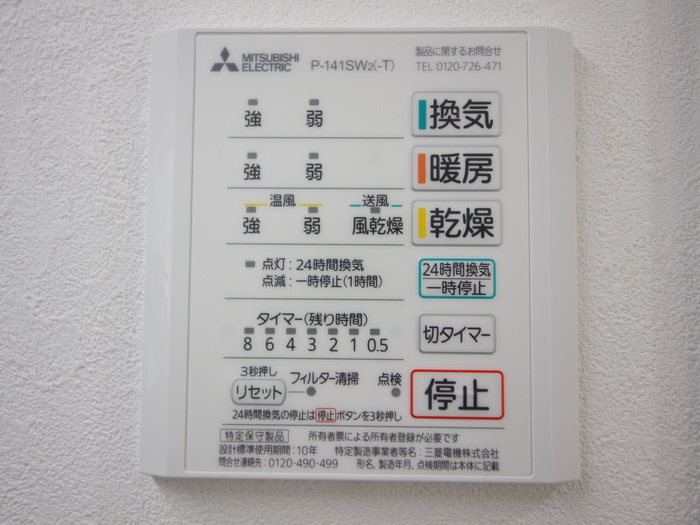 MITSUBISHI ELECTRIC P-141SW2(-T) 製品に関するお問合せ
TEL:0120-726-471
強 弱 換気
強 弱 暖房
温風 送風
強 弱 風乾燥 乾燥
点灯：24時間換気
点滅：一時停止(1時間)
24時間換気
一時停止
タイマー(残り時間)
8 6 4 3 2 1 0.5
切タイマー
3秒押し
リセット フィルター清掃 点検
停止
24時間換気の停止は停止ボタンを3秒押し
特定保守製品 所有者票による所有者登録が必要です
設計標準使用期間：10年 特定製造事業者等名：三菱電機株式会社
問合せ連絡先：0120-490-499 形名、製造年月、点検期間は本体に記載